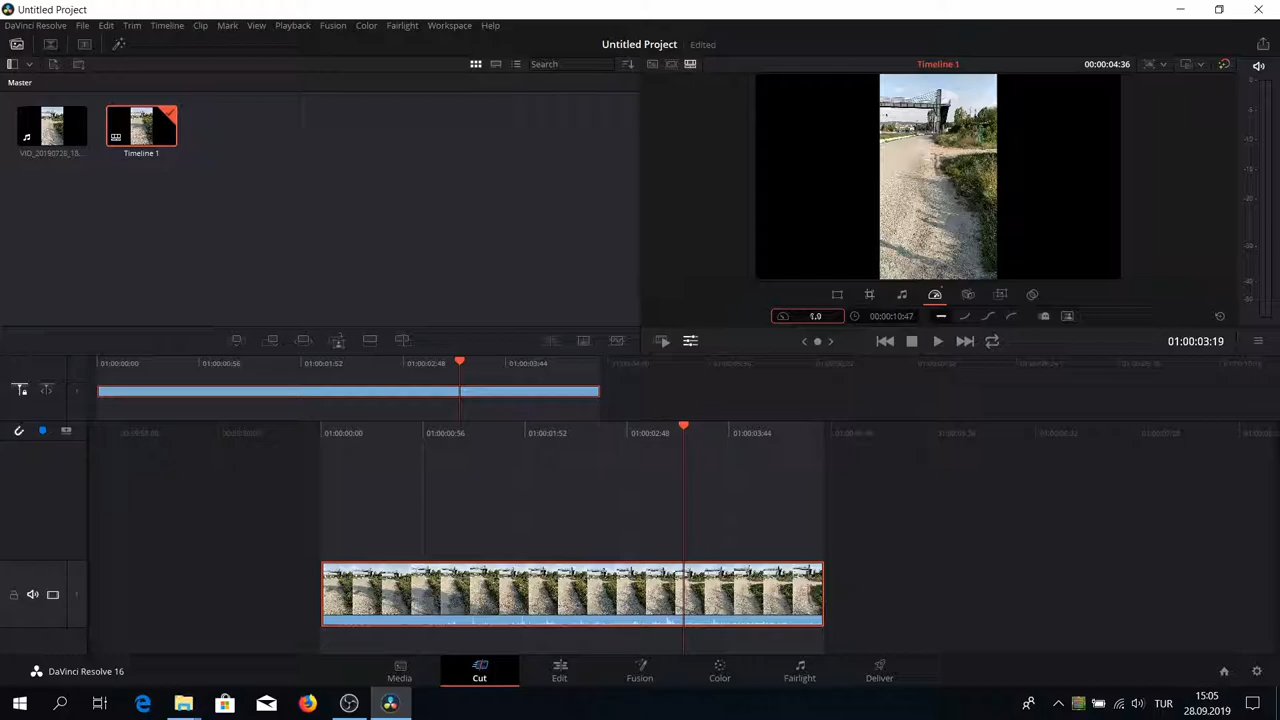 Untitled Project
DaVinci Resolve File Edit Trim Timeline Clip Mark View Playback Fusion Color Fairlight Workspace Help
Untitled Project Edited
Search
Timeline 1 00:00:04:36
Master
VID_20190728_15...
Timeline 1
00:00:10:47
01:00:03:19
01:00:00:00 01:00:00:56 01:00:01:52 01:00:02:48 01:00:03:44
01:00:00:00 01:00:00:56 01:00:01:52 01:00:02:48 01:00:03:44
DaVinci Resolve 16
Media Cut Edit Fusion Color Fairlight Deliver
TUR
15:05
28.09.2019